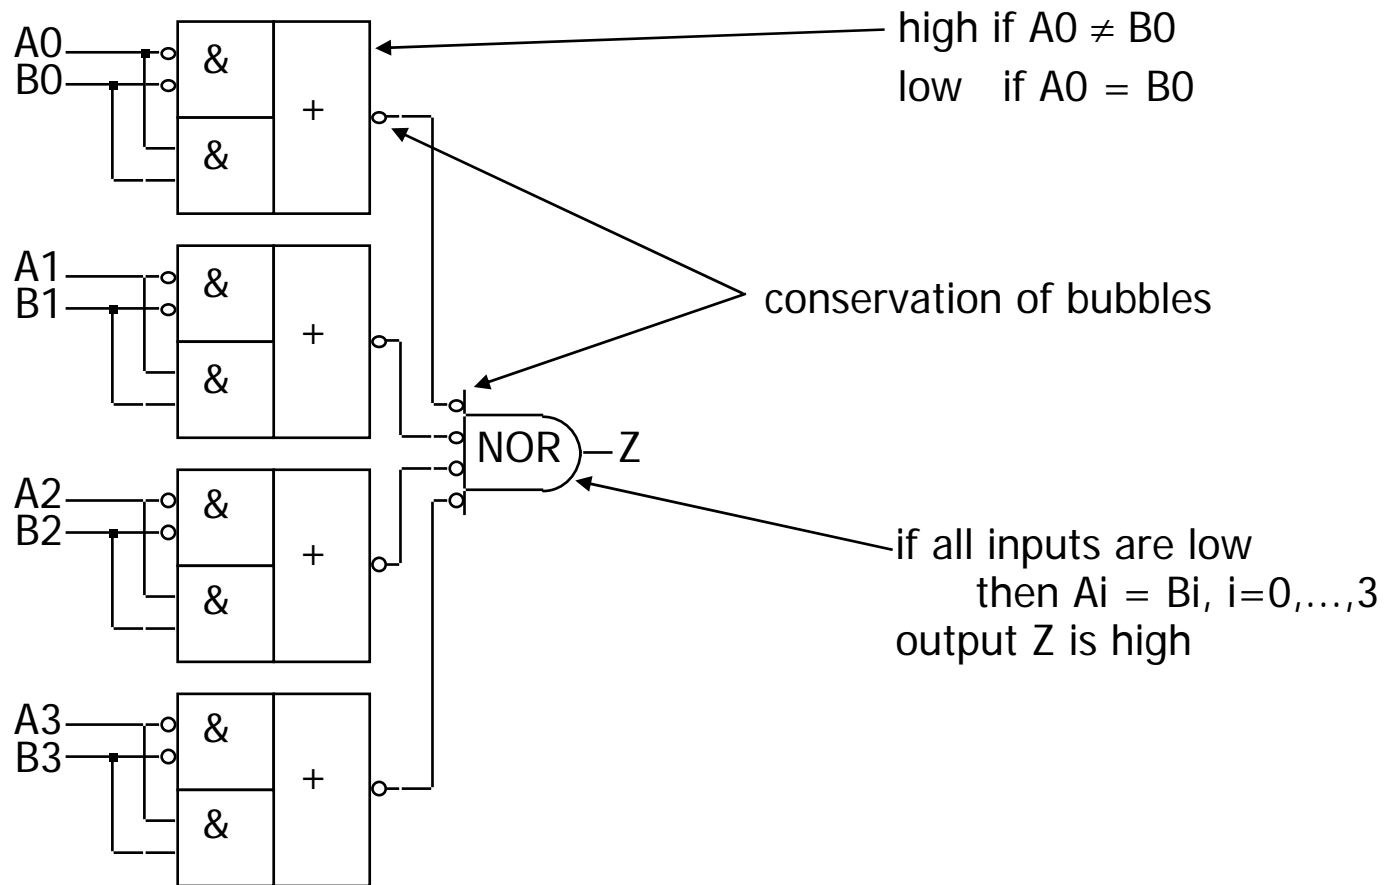 A0
B0
&
&
+
high if A0 ≠ B0
low if A0 = B0
A1
B1
&
&
+
conservation of bubbles
NOR
Z
A2
B2
&
&
+
if all inputs are low
then Ai = Bi, i=0,...,3
output Z is high
A3
B3
&
&
+